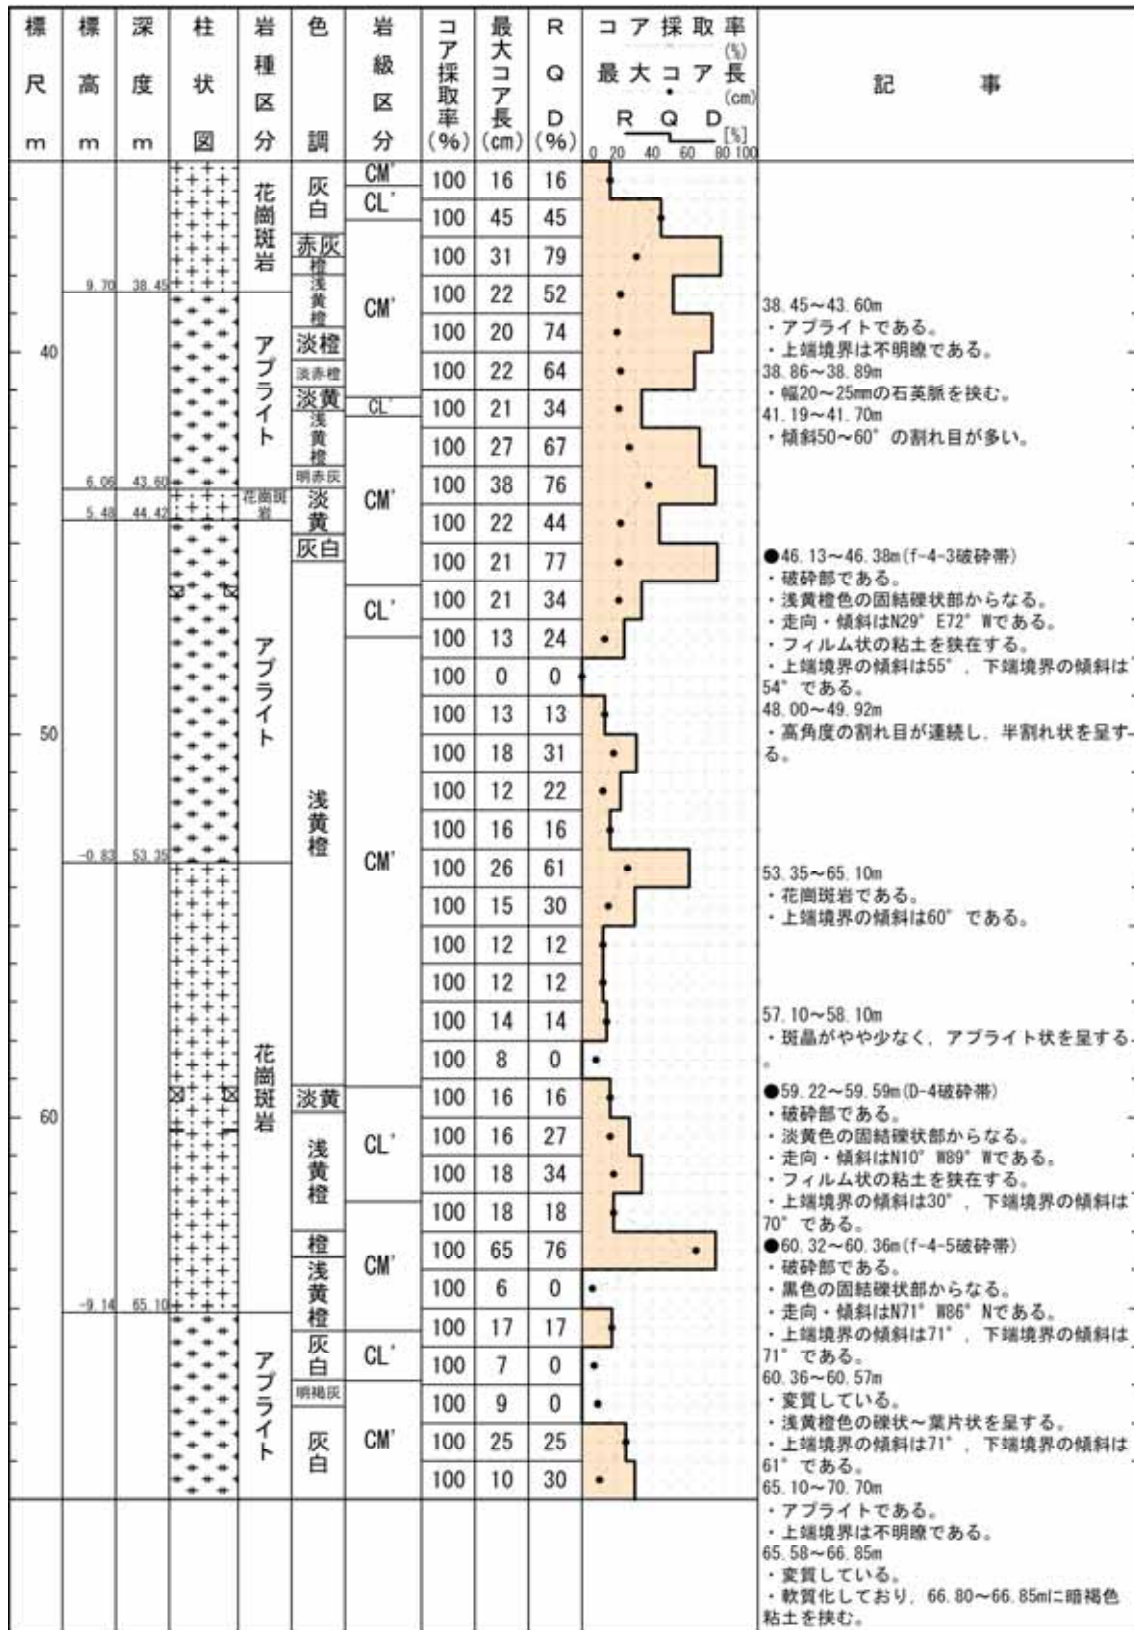 標尺m
標高m
深度m
柱状図
岩種区分
色調
岩級区分
コア採取率(%)
最大コア長(cm)
RQD(%)
コア採取率(%)
最大コア長(cm)
RQD[%]
0 20 40 60 80 100
記事
花崗斑岩
アプライト
花崗斑岩
アプライト
花崗斑岩
アプライト
9.70 38.45
40
6.06 43.60
5.48 44.42
50
-0.83 53.35
60
-9.14 65.10
灰白
赤灰
橙
浅黄橙
淡橙
淡赤橙
淡黄
浅黄橙
明赤灰
淡黄
灰白
浅黄橙
淡黄
浅黄橙
橙
浅黄橙
灰白
明褐灰
灰白
CM'
CL'
CM'
CL'
CM'
CL'
CM'
CL'
CM'
CL'
CM'
100 16 16
100 45 45
100 31 79
100 22 52
100 20 74
100 22 64
100 21 34
100 27 67
100 38 76
100 22 44
100 21 77
100 21 34
100 13 24
100 0 0
100 13 13
100 18 31
100 12 22
100 16 16
100 26 61
100 15 30
100 12 12
100 12 12
100 14 14
100 8 0
100 16 16
100 16 27
100 18 34
100 18 18
100 65 76
100 6 0
100 17 17
100 7 0
100 9 0
100 25 25
100 10 30
38.45～43.60m
・アプライトである。
・上端境界は不明瞭である。
38.86～38.89m
・幅20～25mmの石英脈を挟む。
41.19～41.70m
・傾斜50～60°の割れ目が多い。
●46.13～46.38m(f-4-3破砕帯)
・破砕部である。
・浅黄橙色の固結礫状部からなる。
・走向・傾斜はN29°E72°Wである。
・フィルム状の粘土を狭在する。
・上端境界の傾斜は55°，下端境界の傾斜は
54°である。
48.00～49.92m
・高角度の割れ目が連続し，半割れ状を呈す
る。
53.35～65.10m
・花崗斑岩である。
・上端境界の傾斜は60°である。
57.10～58.10m
・斑晶がやや少なく，アプライト状を呈する
。
●59.22～59.59m(D-4破砕帯)
・破砕部である。
・淡黄色の固結礫状部からなる。
・走向・傾斜はN10°W89°Wである。
・フィルム状の粘土を狭在する。
・上端境界の傾斜は30°，下端境界の傾斜は
70°である。
●60.32～60.36m(f-4-5破砕帯)
・破砕部である。
・黒色の固結礫状部からなる。
・走向・傾斜はN71°W86°Nである。
・上端境界の傾斜は71°，下端境界の傾斜は
71°である。
60.36～60.57m
・変質している。
・浅黄橙色の礫状～葉片状を呈する。
・上端境界の傾斜は71°，下端境界の傾斜は
61°である。
65.10～70.70m
・アプライトである。
・上端境界は不明瞭である。
65.58～66.85m
・変質している。
・軟質化しており，66.80～66.85mに暗褐色
粘土を挟む。